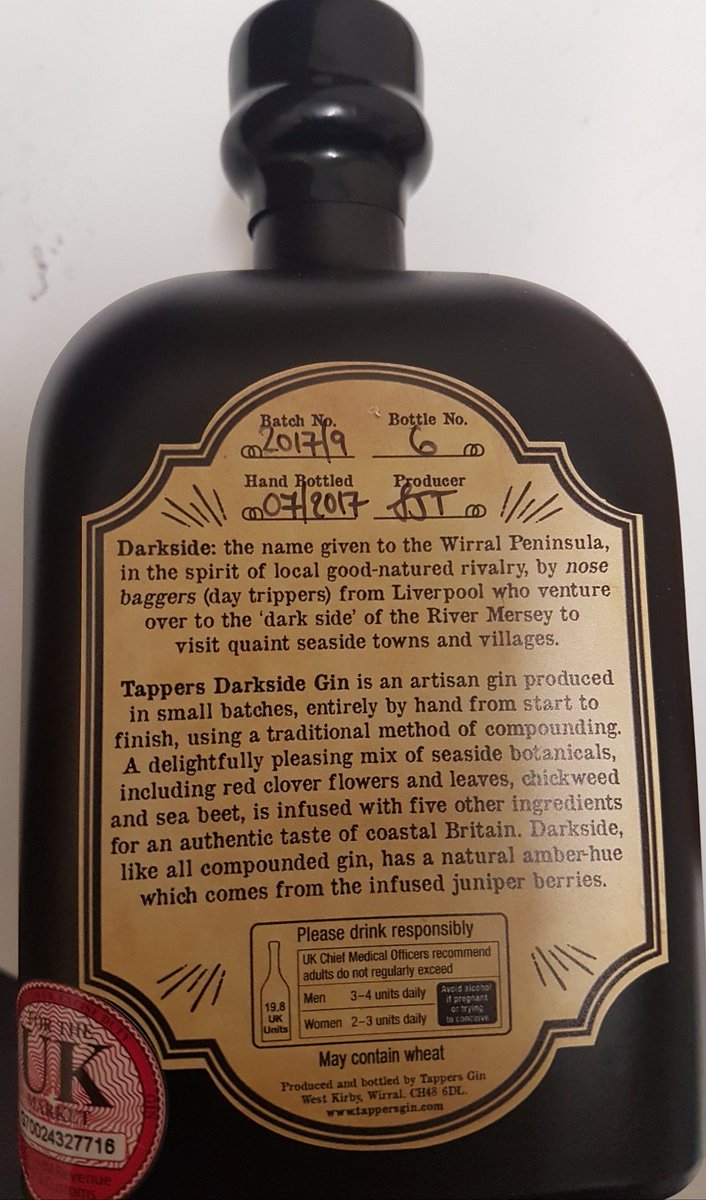 Batch No. Bottle No.
2017/9 6
Hand Bottled Producer
07/2017
Darkside: the name given to the Wirral Peninsula,
in the spirit of local good-natured rivalry, by nose
baggers (day trippers) from Liverpool who venture
over to the ‘dark side’ of the River Mersey to
visit quaint seaside towns and villages.
Tappers Darkside Gin is an artisan gin produced
in small batches, entirely by hand from start to
finish, using a traditional method of compounding.
A delightfully pleasing mix of seaside botanicals,
including red clover flowers and leaves, chickweed
and sea beet, is infused with five other ingredients
for an authentic taste of coastal Britain. Darkside,
like all compounded gin, has a natural amber-hue
which comes from the infused juniper berries.
Please drink responsibly
UK Chief Medical Officers recommend
adults do not regularly exceed
Men 3-4 units daily
Women 2-3 units daily
19.8
UK
Units
Avoid alcohol
if pregnant
or trying
to conceive
May contain wheat
Produced and bottled by Tappers Gin
West Kirby, Wirral. CH48 6DL.
www.tappersgin.com
FOR THE
UK
MARKET
70024327716
HM Revenue
Customs